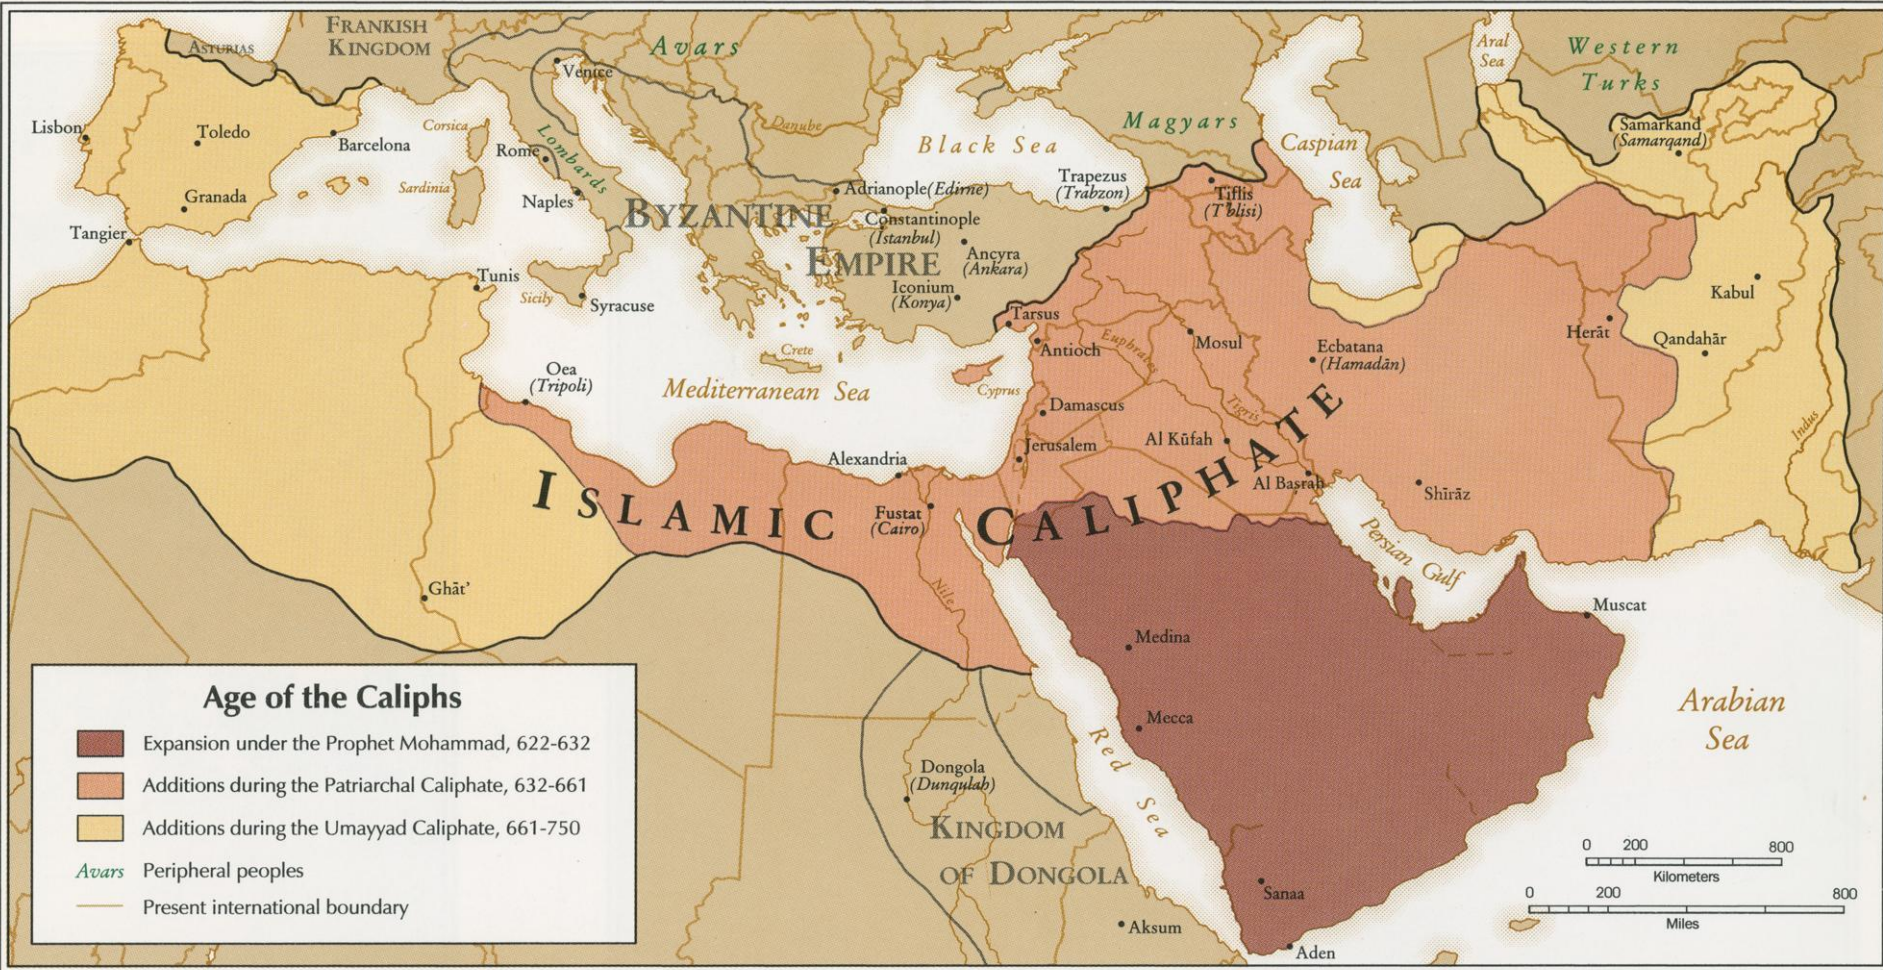 FRANKISH
KINGDOM
ASTURIAS
Avars
Venice
Aral
Sea
Western
Turks
Lisbon
Toledo
Barcelona
Corsica
Rome
Lombards
Danube
Black Sea
Magyars
Caspian
Sea
Samarkand
(Samarqand)
Granada
Sardinia
Naples
Adrianople (Edirne)
Trapezus
(Trabzon)
Tiflis
(T'blisi)
Tangier
BYZANTINE
EMPIRE
Constantinople
(Istanbul)
Ancyra
(Ankara)
Iconium
(Konya)
Tunis
Sicily
Syracuse
Kabul
Tarsus
Antioch
Euphrates
Mosul
Ecbatana
(Hamadān)
Herāt
Qandahār
Crete
Oea
(Tripoli)
Mediterranean Sea
Cyprus
Damascus
Tigris
Indus
Jerusalem
Al Kūfah
Alexandria
Al Basrah
Shīrāz
ISLAMIC CALIPHATE
Fustat
(Cairo)
Persian Gulf
Ghāt'
Nile
Muscat
Medina
Mecca
Red Sea
Arabian
Sea
Dongola
(Dunqulah)
KINGDOM
OF DONGOLA
Sanaa
Aksum
Aden
Age of the Caliphs
Expansion under the Prophet Mohammad, 622-632
Additions during the Patriarchal Caliphate, 632-661
Additions during the Umayyad Caliphate, 661-750
Avars Peripheral peoples
Present international boundary
0 200 800
Kilometers
0 200 800
Miles